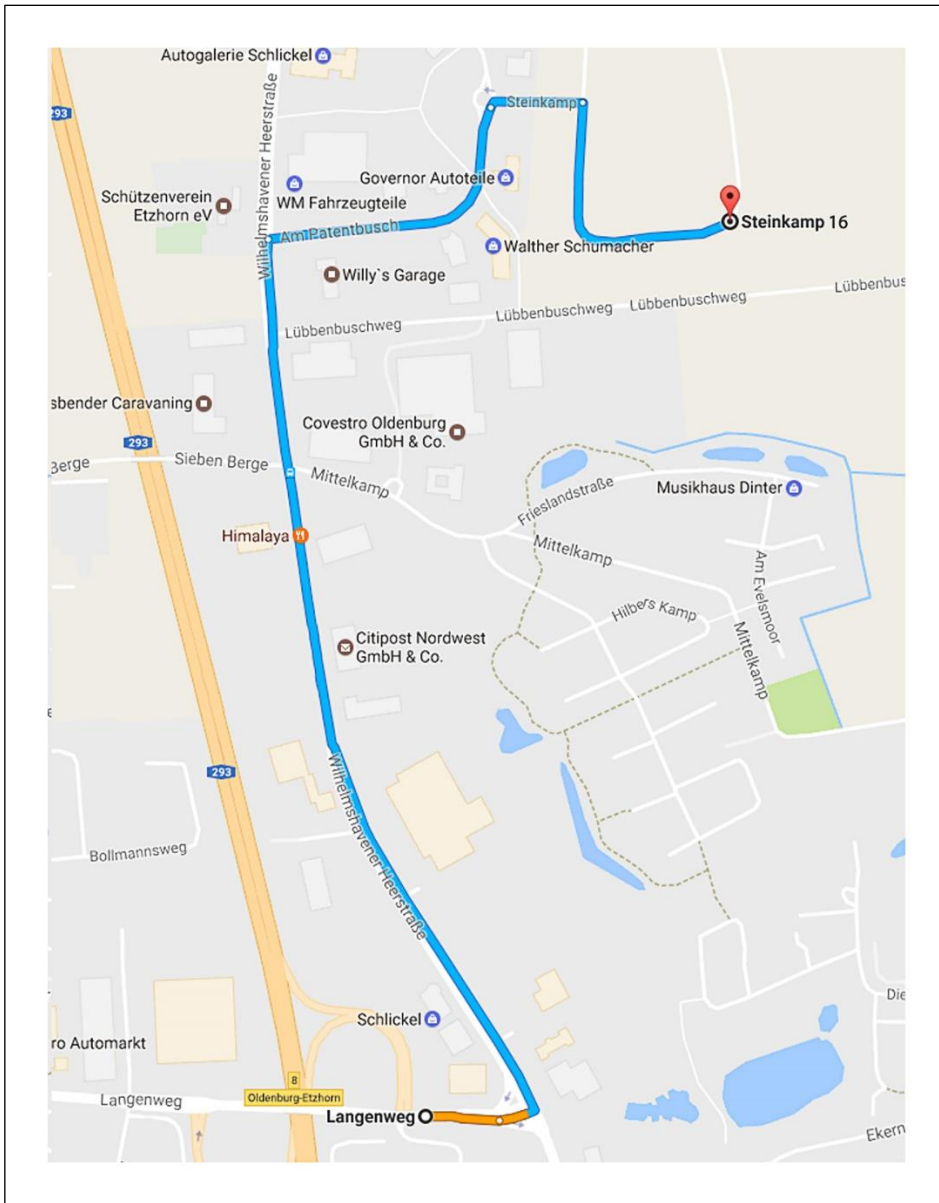 Autogalerie Schlickel
293
Wilhelmshavener Heerstraße
Steinkamp
Governor Autoteile
Schützenverein
Etzhorn eV
WM Fahrzeugteile
Steinkamp 16
Am Patentbusch
Walther Schumacher
Willy`s Garage
Lübbenbus
Lübbenbuschweg
Lübbenbuschweg
Lübbenbuschweg
sbender Caravaning
Covestro Oldenburg
GmbH & Co.
293
Berge
Sieben Berge
Mittelkamp
Frieslandstraße
Musikhaus Dinter
Himalaya
Mittelkamp
Am Evelsmoor
Hilbers Kamp
Citipost Nordwest
GmbH & Co.
Mittelkamp
e
293
Wilhelmshavener Heerstraße
Bollmannsweg
Die
Schlickel
ro Automarkt
8
Oldenburg-Etzhorn
Langenweg
Langenweg
Ekern